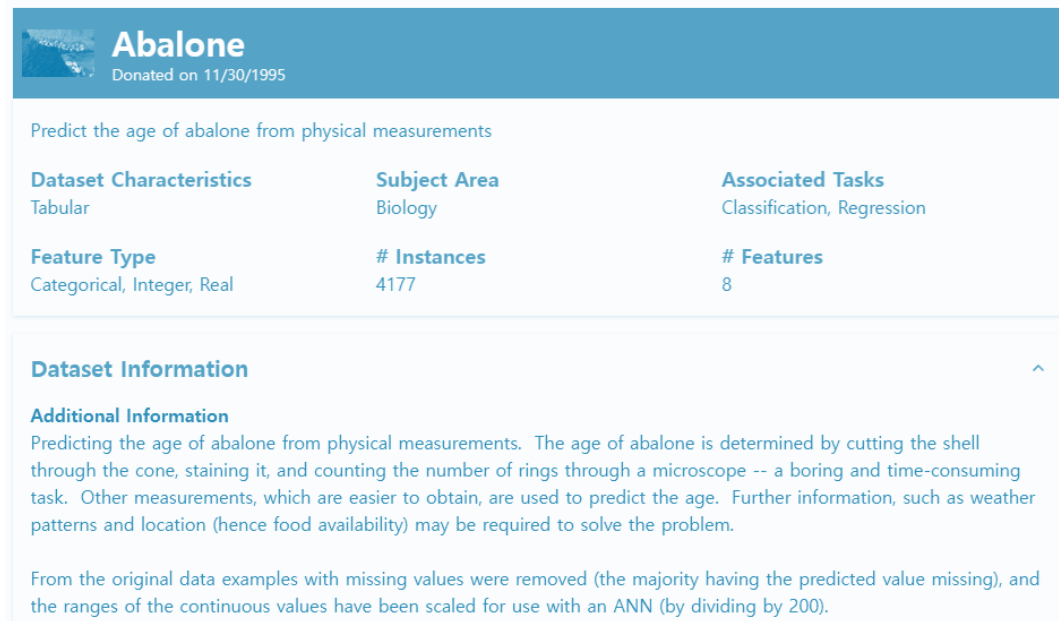 Abalone
Donated on 11/30/1995
Predict the age of abalone from physical measurements
Dataset Characteristics
Tabular
Subject Area
Biology
Associated Tasks
Classification, Regression
Feature Type
Categorical, Integer, Real
# Instances
4177
# Features
8
Dataset Information
Additional Information
Predicting the age of abalone from physical measurements.  The age of abalone is determined by cutting the shell
through the cone, staining it, and counting the number of rings through a microscope -- a boring and time-consuming
task.  Other measurements, which are easier to obtain, are used to predict the age.  Further information, such as weather
patterns and location (hence food availability) may be required to solve the problem.
From the original data examples with missing values were removed (the majority having the predicted value missing), and
the ranges of the continuous values have been scaled for use with an ANN (by dividing by 200).